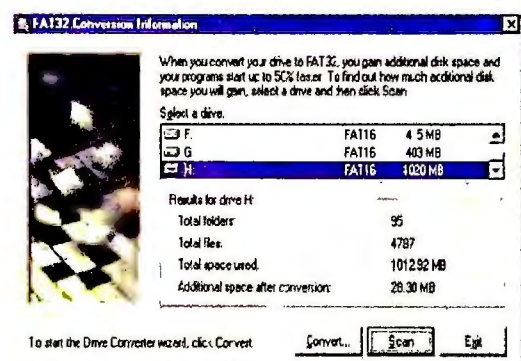 FAT32 Conversion Information
When you convert your drive to FAT32, you gain additional disk space and
your programs start up to 50% faster. To find out how much additional disk
space you will gain, select a drive and then click Scan
Select a drive.
F: FAT16 4 5 MB
G FAT16 403 MB
H: FAT16 1020 MB
Results for drive H:
Total folders: 95
Total files: 4787
Total space used: 1012.92 MB
Additional space after conversion: 28.30 MB
To start the Drive Converter wizard, click Convert
Convert... Scan Exit